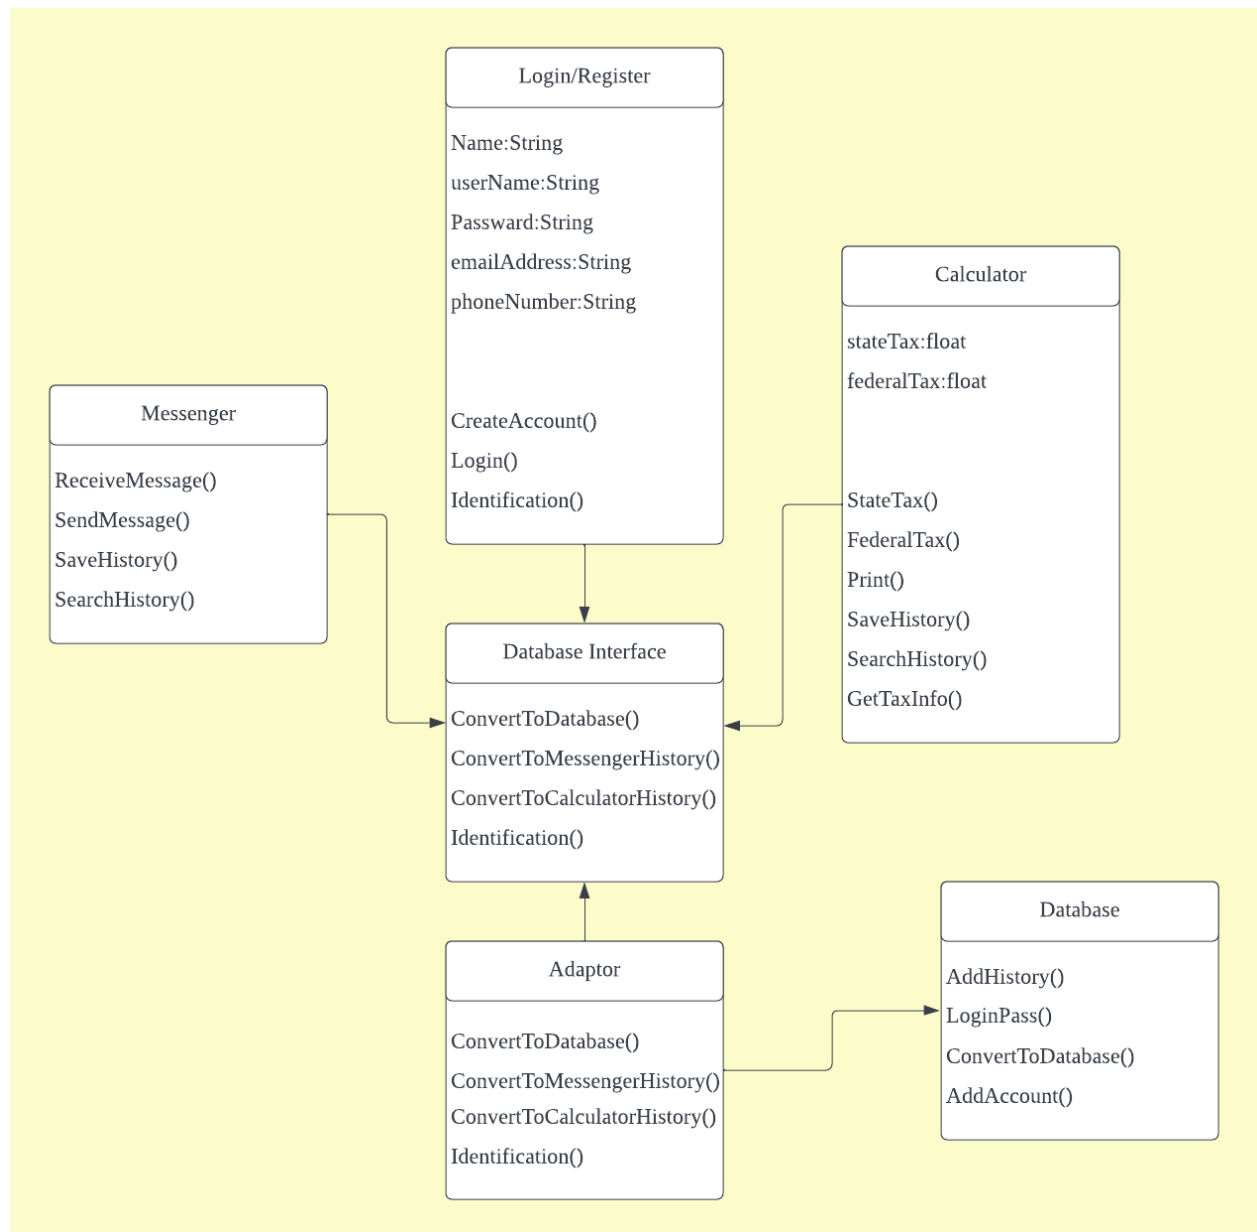 Login/Register
Name:String
userName:String
Passward:String
emailAddress:String
phoneNumber:String
CreateAccount()
Login()
Identification()
Calculator
stateTax:float
federalTax:float
StateTax()
FederalTax()
Print()
SaveHistory()
SearchHistory()
GetTaxInfo()
Messenger
ReceiveMessage()
SendMessage()
SaveHistory()
SearchHistory()
Database Interface
ConvertToDatabase()
ConvertToMessengerHistory()
ConvertToCalculatorHistory()
Identification()
Adaptor
ConvertToDatabase()
ConvertToMessengerHistory()
ConvertToCalculatorHistory()
Identification()
Database
AddHistory()
LoginPass()
ConvertToDatabase()
AddAccount()